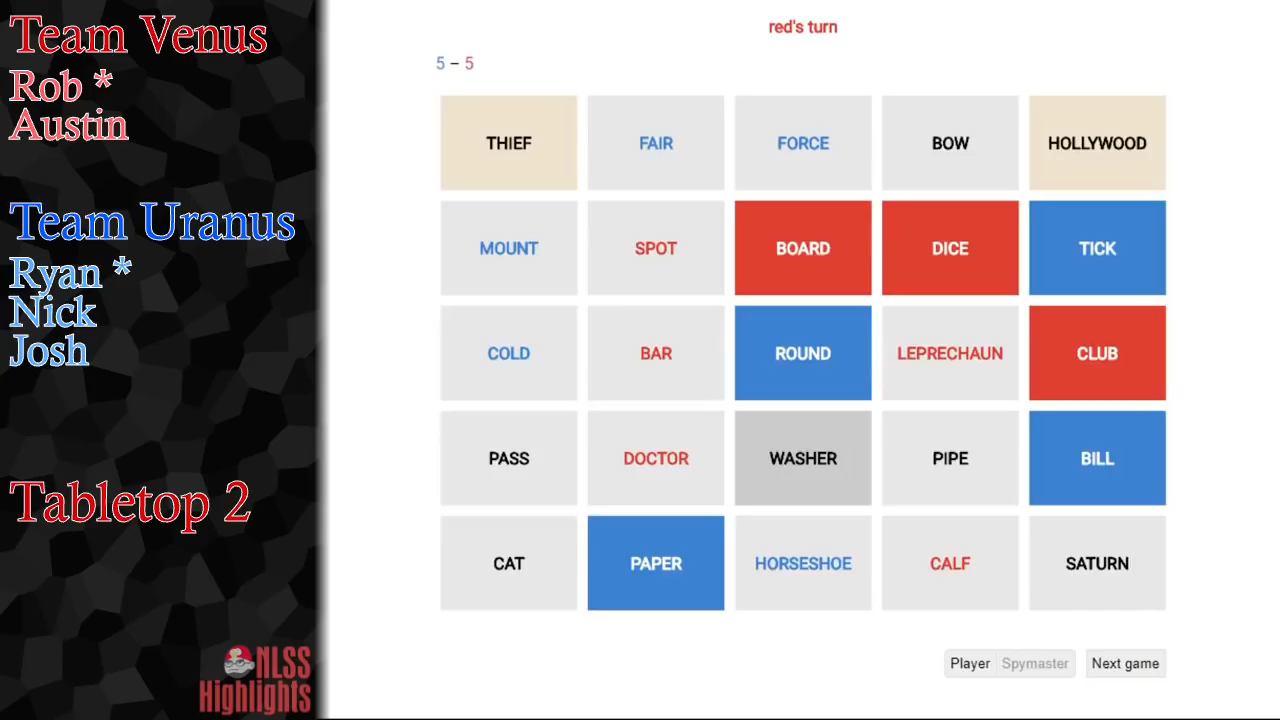 Team Venus
Rob *
Austin
Team Uranus
Ryan *
Nick
Josh
Tabletop 2
NLSS
Highlights
red's turn
5 – 5
THIEF FAIR FORCE BOW HOLLYWOOD
MOUNT SPOT BOARD DICE TICK
COLD BAR ROUND LEPRECHAUN CLUB
PASS DOCTOR WASHER PIPE BILL
CAT PAPER HORSESHOE CALF SATURN
Player Spymaster Next game